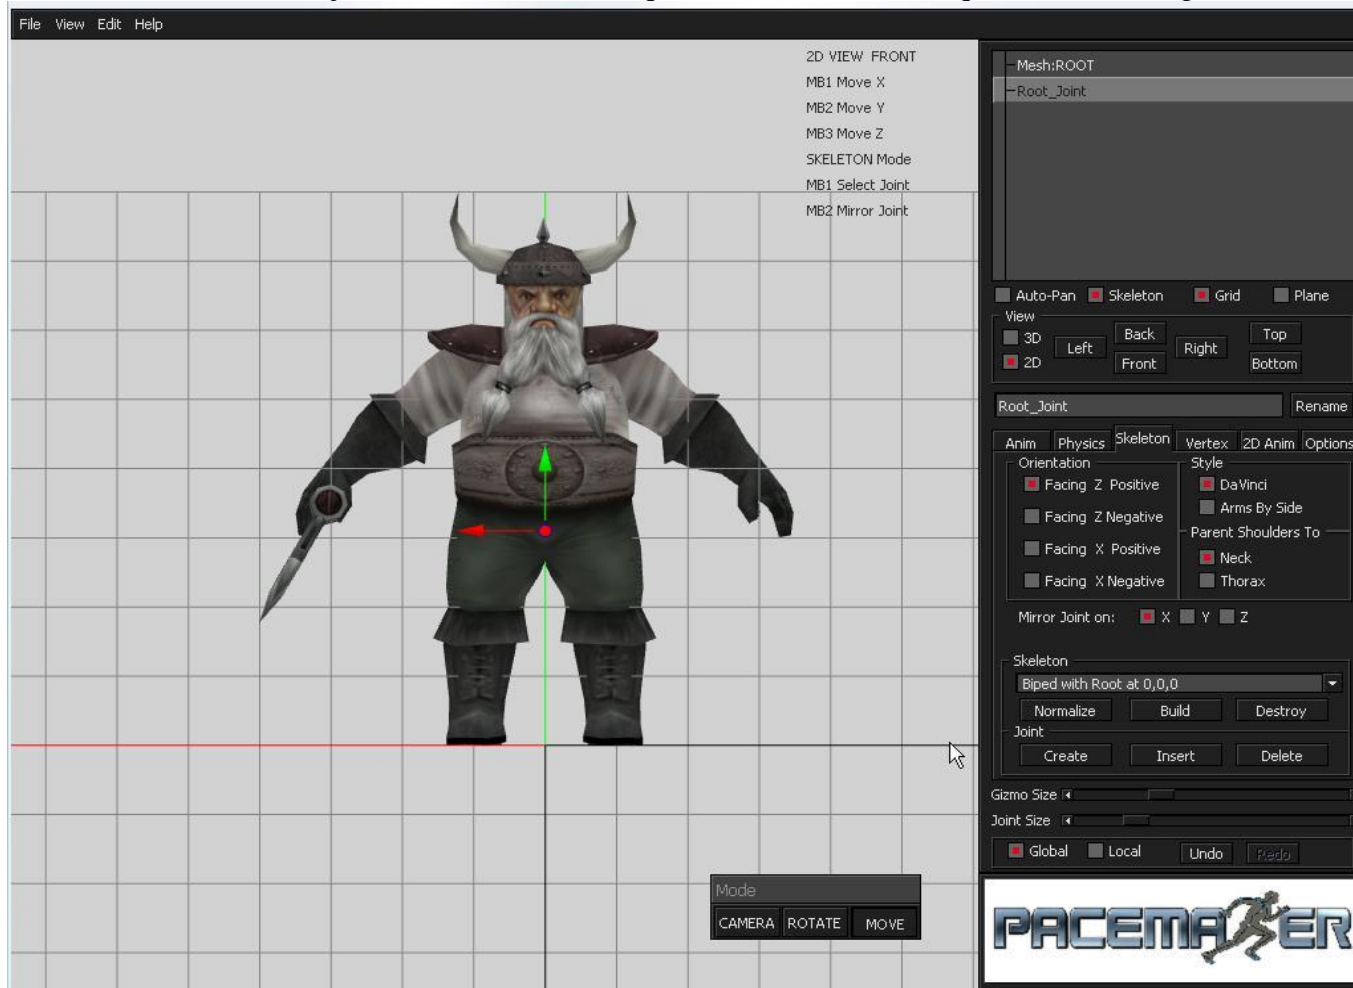 File View Edit Help
2D VIEW FRONT
MB1 Move X
MB2 Move Y
MB3 Move Z
SKELETON Mode
MB1 Select Joint
MB2 Mirror Joint
Mesh:ROOT
Root_Joint
Auto-Pan Skeleton Grid Plane
View
3D
2D
Left
Back
Front
Right
Top
Bottom
Root_Joint Rename
Anim Physics Skeleton Vertex 2D Anim Options
Orientation
Facing Z Positive
Facing Z Negative
Facing X Positive
Facing X Negative
Style
DaVinci
Arms By Side
Parent Shoulders To
Neck
Thorax
Mirror Joint on: X Y Z
Skeleton
Biped with Root at 0,0,0
Normalize Build Destroy
Joint
Create Insert Delete
Gizmo Size
Joint Size
Global Local Undo Redo
Mode
CAMERA ROTATE MOVE
PACEMAKER